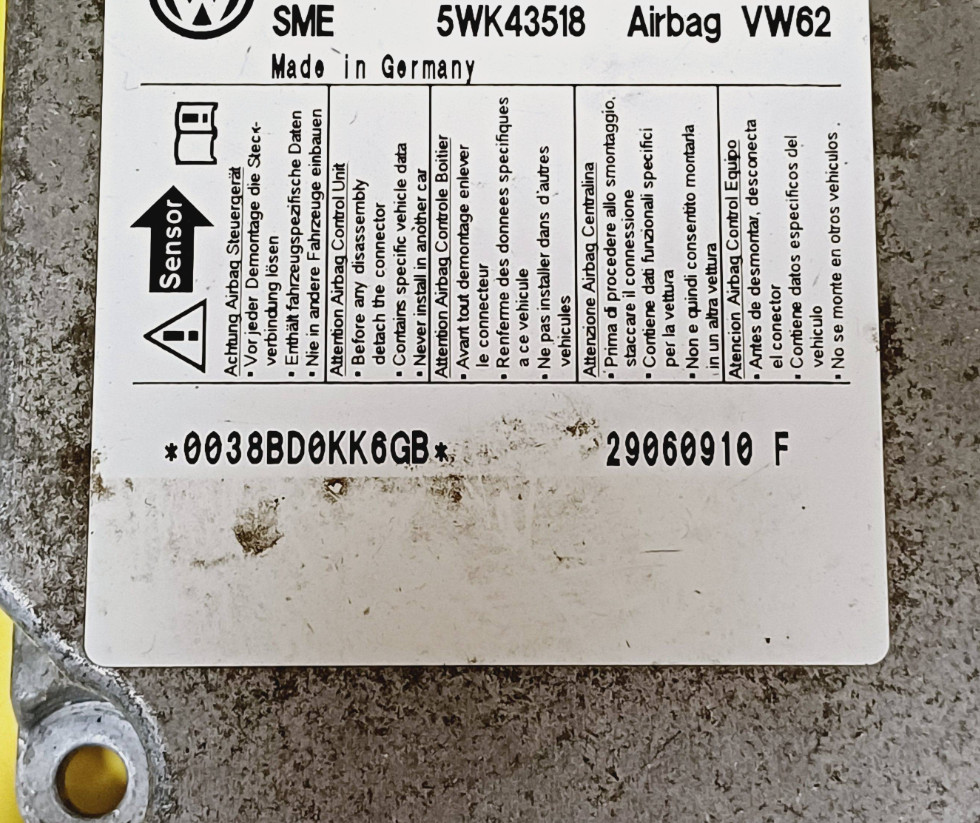 SME 5WK43518 Airbag VW62
Made in Germany
Sensor
Achtung Airbag Steuergerät
• Vor jeder Demontage die Steck-
verbindung lösen
• Enthält fahrzeugspezifische Daten
• Nie in andere Fahrzeuge einbauen
Attention Airbag Control Unit
• Before any disassembly
detach the connector
• Contains specific vehicle data
• Never install in another car
Attention Airbag Controle Boitier
• Avant tout demontage enlever
le connecteur
• Renferme des donnees specifiques
a ce vehicule
• Ne pas installer dans d'autres
vehicules
Attenzione Airbag Centralina
• Prima di procedere allo smontaggio,
staccare il connessione
• Contiene dati funzionali specifici
per la vettura
• Non e quindi consentito montarla
in un altra vettura
Atencion Airbag Control Equipo
• Antes de desmontar, desconecta
el conector
• Contiene datos especificos del
vehiculo
• No se monte en otros vehiculos.
*0038BD0KK6GB* 29060910 F